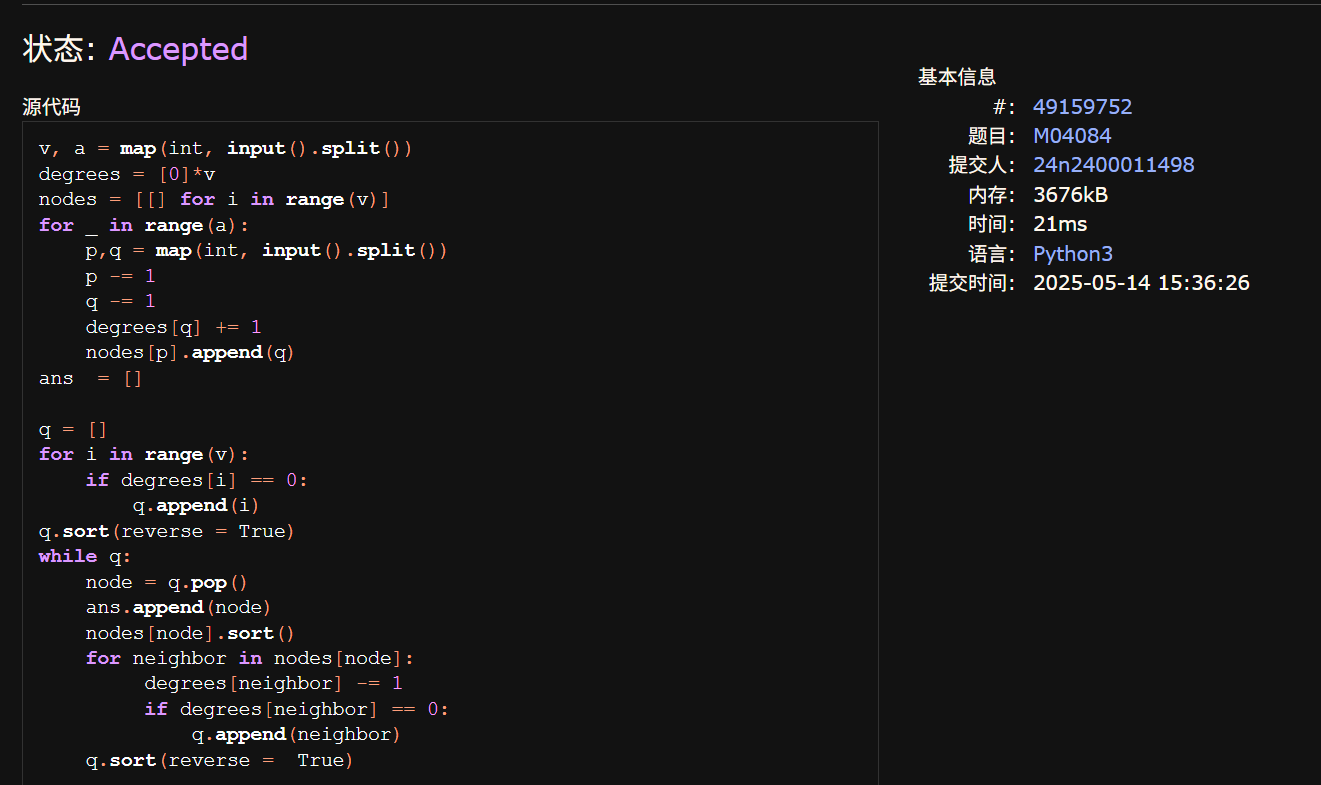 状态: Accepted
源代码
v, a = map(int, input().split())
degrees = [0]*v
nodes = [[] for i in range(v)]
for _ in range(a):
    p,q = map(int, input().split())
    p -= 1
    q -= 1
    degrees[q] += 1
    nodes[p].append(q)
ans  = []

q = []
for i in range(v):
    if degrees[i] == 0:
        q.append(i)
q.sort(reverse = True)
while q:
    node = q.pop()
    ans.append(node)
    nodes[node].sort()
    for neighbor in nodes[node]:
         degrees[neighbor] -= 1
         if degrees[neighbor] == 0:
             q.append(neighbor)
    q.sort(reverse =  True)
基本信息
#: 49159752
题目: M04084
提交人: 24n2400011498
内存: 3676kB
时间: 21ms
语言: Python3
提交时间: 2025-05-14 15:36:26